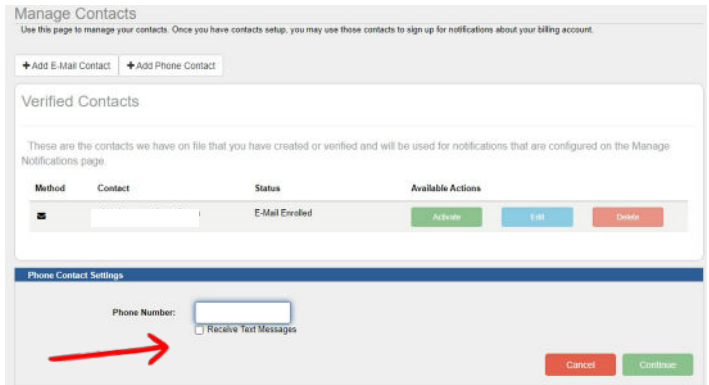 Manage Contacts
Use this page to manage your contacts. Once you have contacts setup, you may use those contacts to sign up for notifications about your billing account.
+Add E-Mail Contact +Add Phone Contact
Verified Contacts
These are the contacts we have on file that you have created or verified and will be used for notifications that are configured on the Manage
Notifications page.
Method Contact Status Available Actions
E-Mail Enrolled Activate Edit Delete
Phone Contact Settings
Phone Number:
Receive Text Messages
Cancel Continue